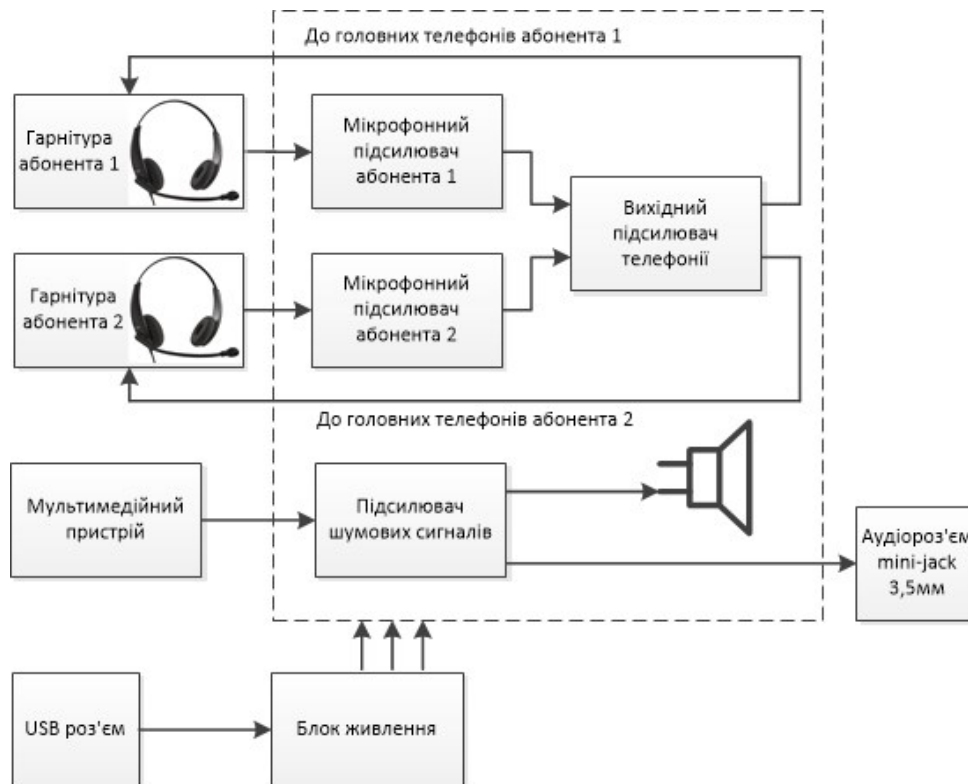 До головних телефонів абонента 1
Гарнітура
абонента 1
Мікрофонний
підсилювач
абонента 1
Вихідний
підсилювач
телефонії
Гарнітура
абонента 2
Мікрофонний
підсилювач
абонента 2
До головних телефонів абонента 2
Мультимедійний
пристрій
Підсилювач
шумових сигналів
Аудіороз'єм
mini-jack
3,5мм
USB роз'єм
Блок живлення